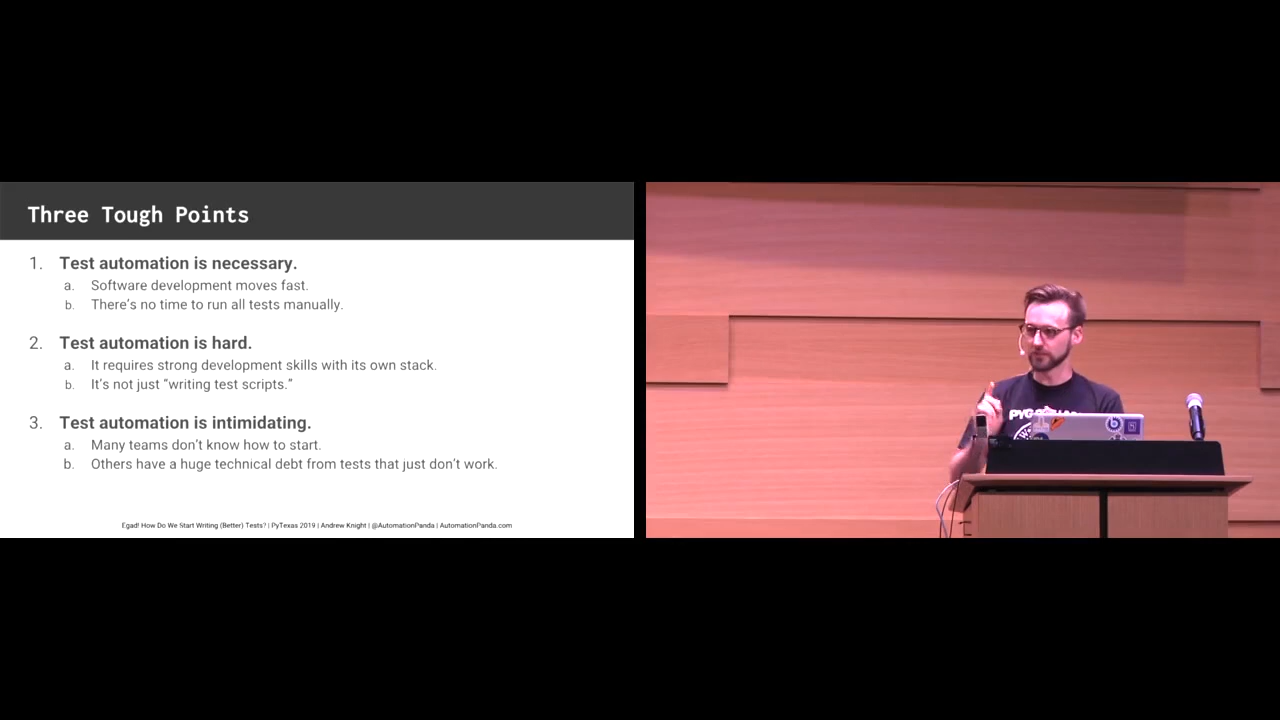 Three Tough Points
1. Test automation is necessary.
a. Software development moves fast.
b. There's no time to run all tests manually.
2. Test automation is hard.
a. It requires strong development skills with its own stack.
b. It's not just “writing test scripts.”
3. Test automation is intimidating.
a. Many teams don't know how to start.
b. Others have a huge technical debt from tests that just don't work.
Egad! How Do We Start Writing (Better) Tests? | PyTexas 2019 | Andrew Knight | @AutomationPanda | AutomationPanda.com